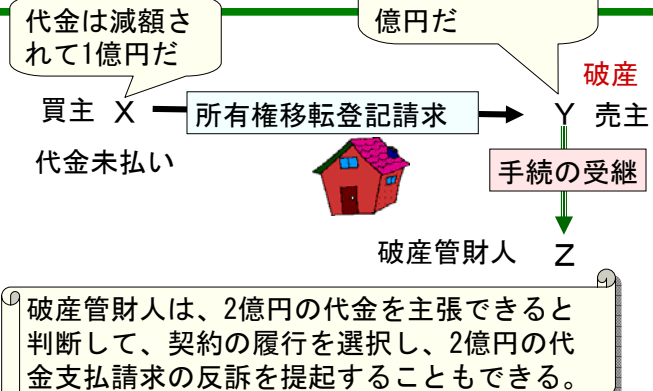 代金は減額さ
れて1億円だ
億円だ
破産
買主 X
所有権移転登記請求
Y 売主
代金未払い
手続の受継
破産管財人 Z
破産管財人は、2億円の代金を主張できると
判断して、契約の履行を選択し、2億円の代
金支払請求の反訴を提起することもできる。